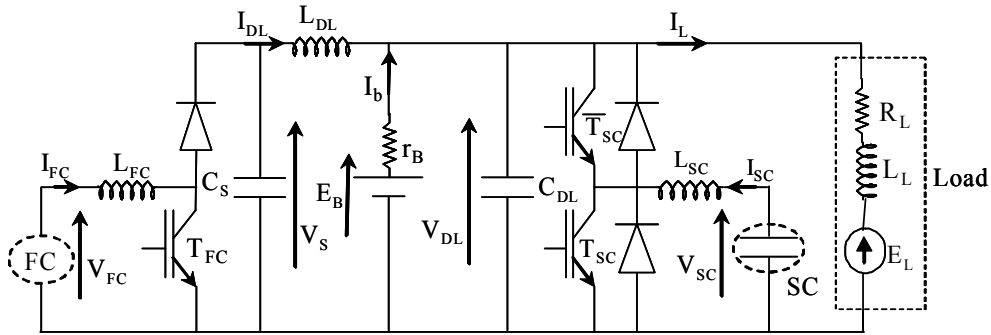 I_DL
L_DL
I_L
I_b
T̄_SC
R_L
I_FC
L_FC
C_S
r_B
L_SC
I_SC
L_L
Load
E_B
C_DL
FC
V_FC
T_FC
V_S
V_DL
T_SC
V_SC
SC
E_L